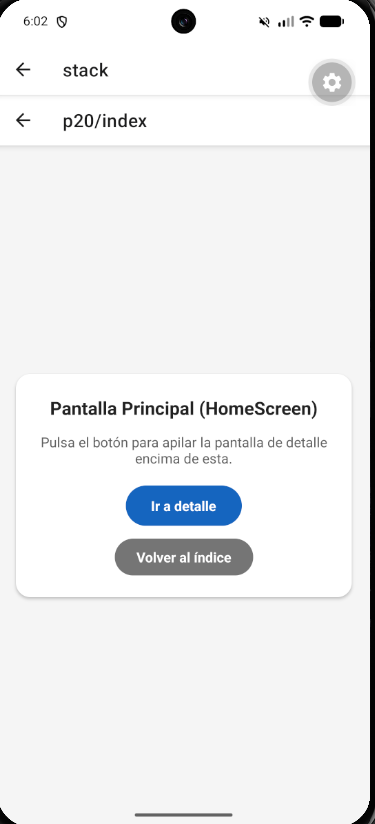 6:02
stack
p20/index
Pantalla Principal (HomeScreen)
Pulsa el botón para apilar la pantalla de detalle
encima de esta.
Ir a detalle
Volver al índice